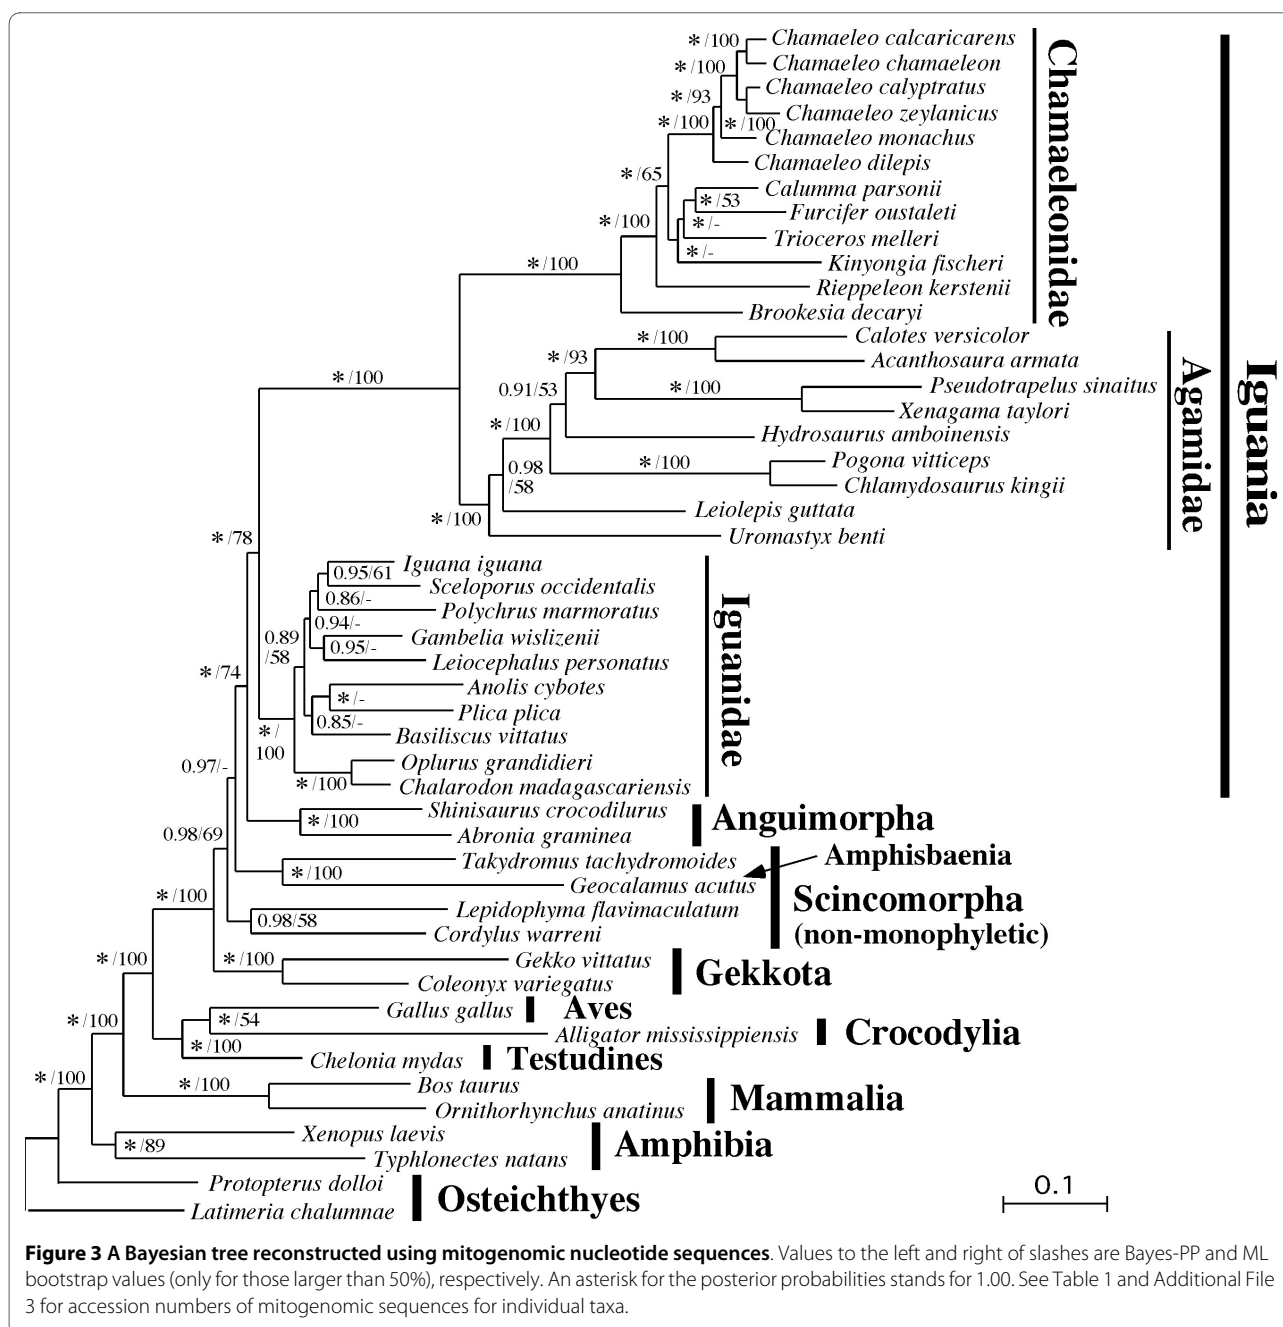 */100
Chamaeleo calcaricarens
*/100
Chamaeleo chamaeleon
Chamaeleo calyptratus
*/93
Chamaeleo zeylanicus
*/100
*/100
Chamaeleo monachus
Chamaeleo dilepis
*/65
Calumma parsonii
*/53
Furcifer oustaleti
*/100
*/-
Trioceros melleri
*/-
Kinyongia fischeri
*/100
Rieppeleon kerstenii
Brookesia decaryi
Chamaeleonidae
*/100
Calotes versicolor
*/93
Acanthosaura armata
*/100
*/100
Pseudotrapelus sinaitus
0.91/53
Xenagama taylori
*/100
Hydrosaurus amboinensis
0.98
/58
*/100
Pogona vitticeps
Chlamydosaurus kingii
Leiolepis guttata
*/100
Uromastyx benti
Agamidae
Iguania
*/78
Iguana iguana
0.95/61
Sceloporus occidentalis
0.86/-
Polychrus marmoratus
0.94/-
Gambelia wislizenii
0.89
/58
0.95/-
Leiocephalus personatus
*/74
Anolis cybotes
*/-
Plica plica
0.85/-
Basiliscus vittatus
*/
100
Oplurus grandidieri
*/100
Chalarodon madagascariensis
Iguanidae
0.97/-
Shinisaurus crocodilurus
*/100
Abronia graminea
Anguimorpha
0.98/69
Takydromus tachydromoides
Amphisbaenia
*/100
Geocalamus acutus
*/100
Lepidophyma flavimaculatum
0.98/58
Cordylus warreni
Scincomorpha
(non-monophyletic)
*/100
*/100
Gekko vittatus
Coleonyx variegatus
Gekkota
Gallus gallus
Aves
*/100
*/54
Alligator mississippiensis
Crocodylia
*/100
Chelonia mydas
Testudines
*/100
*/100
Bos taurus
Ornithorhynchus anatinus
Mammalia
Xenopus laevis
*/89
Typhlonectes natans
Amphibia
Protopterus dolloi
Latimeria chalumnae
Osteichthyes
0.1
Figure 3 A Bayesian tree reconstructed using mitogenomic nucleotide sequences. Values to the left and right of slashes are Bayes-PP and ML
bootstrap values (only for those larger than 50%), respectively. An asterisk for the posterior probabilities stands for 1.00. See Table 1 and Additional File
3 for accession numbers of mitogenomic sequences for individual taxa.